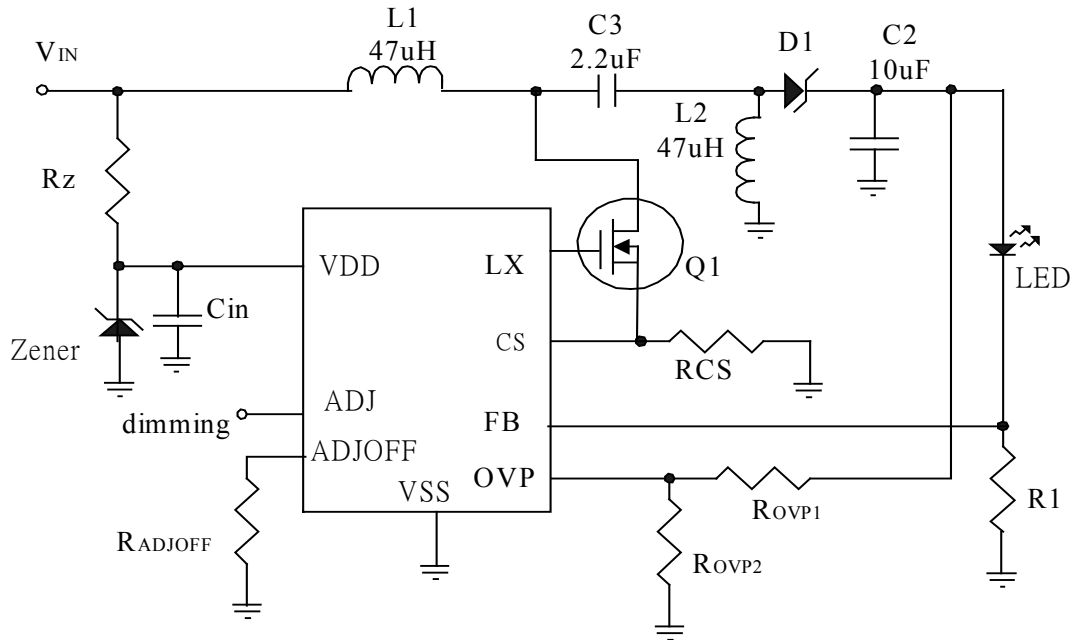 VIN
L1
47uH
C3
2.2uF
D1
C2
10uF
L2
47uH
Rz
VDD
LX
Q1
LED
Cin
Zener
CS
RCS
dimming
ADJ
FB
ADJOFF
OVP
VSS
ROVP1
R1
RADJOFF
ROVP2